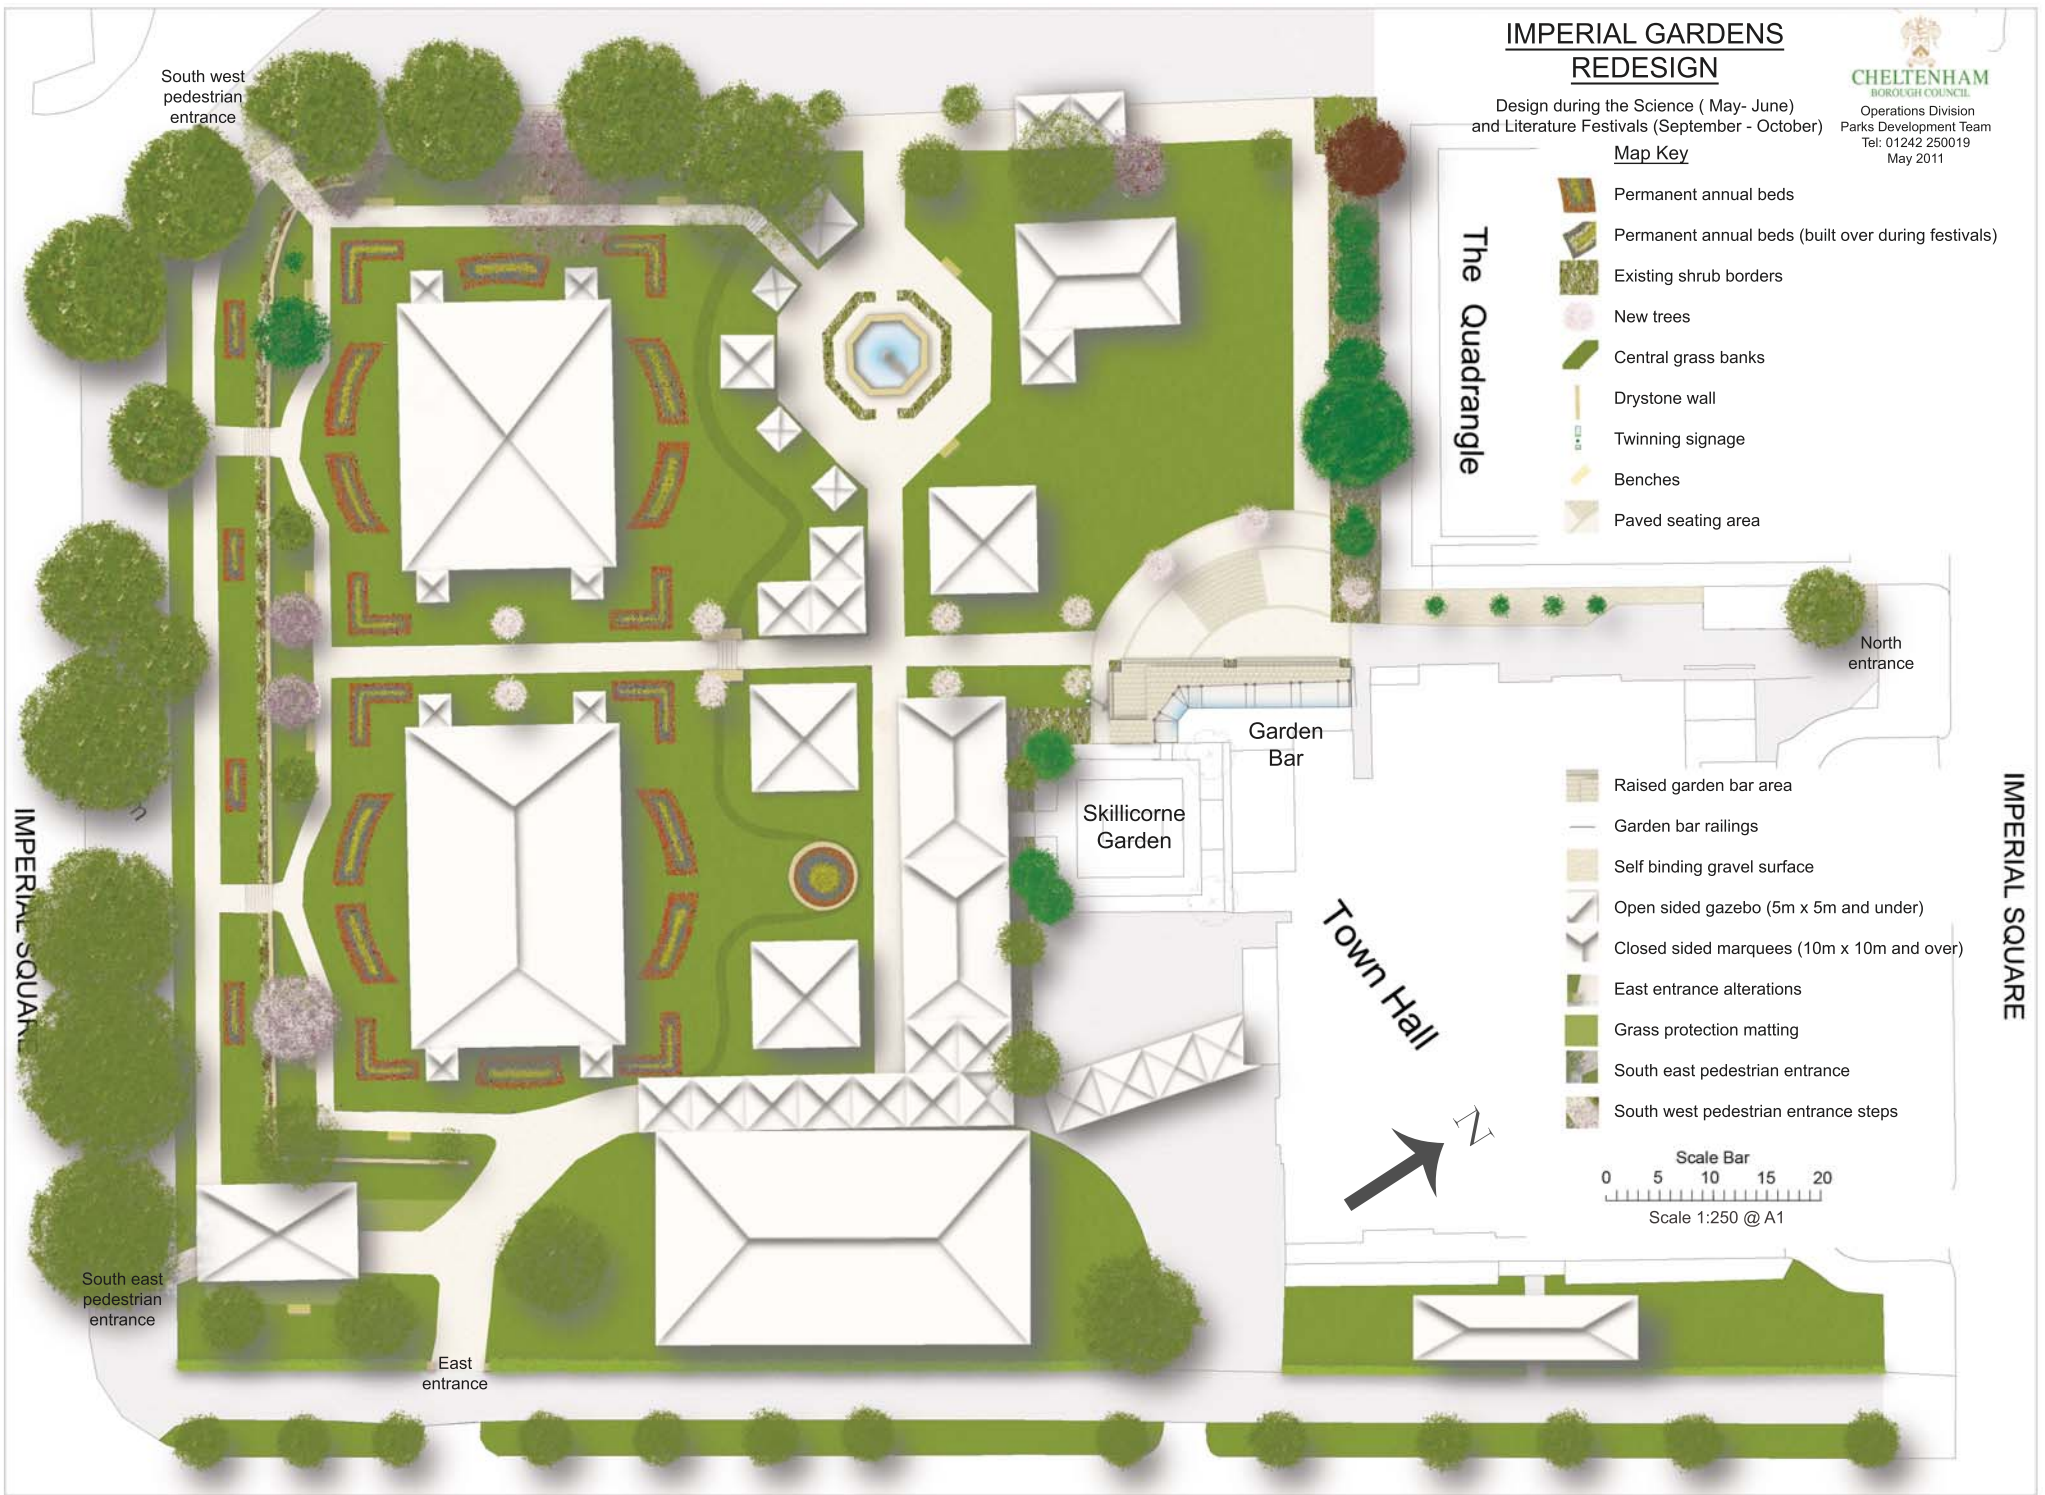 IMPERIAL GARDENS
REDESIGN
Design during the Science ( May- June)
and Literature Festivals (September - October)
CHELTENHAM
BOROUGH COUNCIL
Operations Division
Parks Development Team
Tel: 01242 250019
May 2011
Map Key
Permanent annual beds
Permanent annual beds (built over during festivals)
Existing shrub borders
New trees
Central grass banks
Drystone wall
Twinning signage
Benches
Paved seating area
South west
pedestrian
entrance
The Quadrangle
North
entrance
Garden
Bar
Skillicorne
Garden
Town Hall
IMPERIAL SQUARE
IMPERIAL SQUARE
n
Raised garden bar area
Garden bar railings
Self binding gravel surface
Open sided gazebo (5m x 5m and under)
Closed sided marquees (10m x 10m and over)
East entrance alterations
Grass protection matting
South east pedestrian entrance
South west pedestrian entrance steps
N
Scale Bar
0 5 10 15 20
Scale 1:250 @ A1
South east
pedestrian
entrance
East
entrance